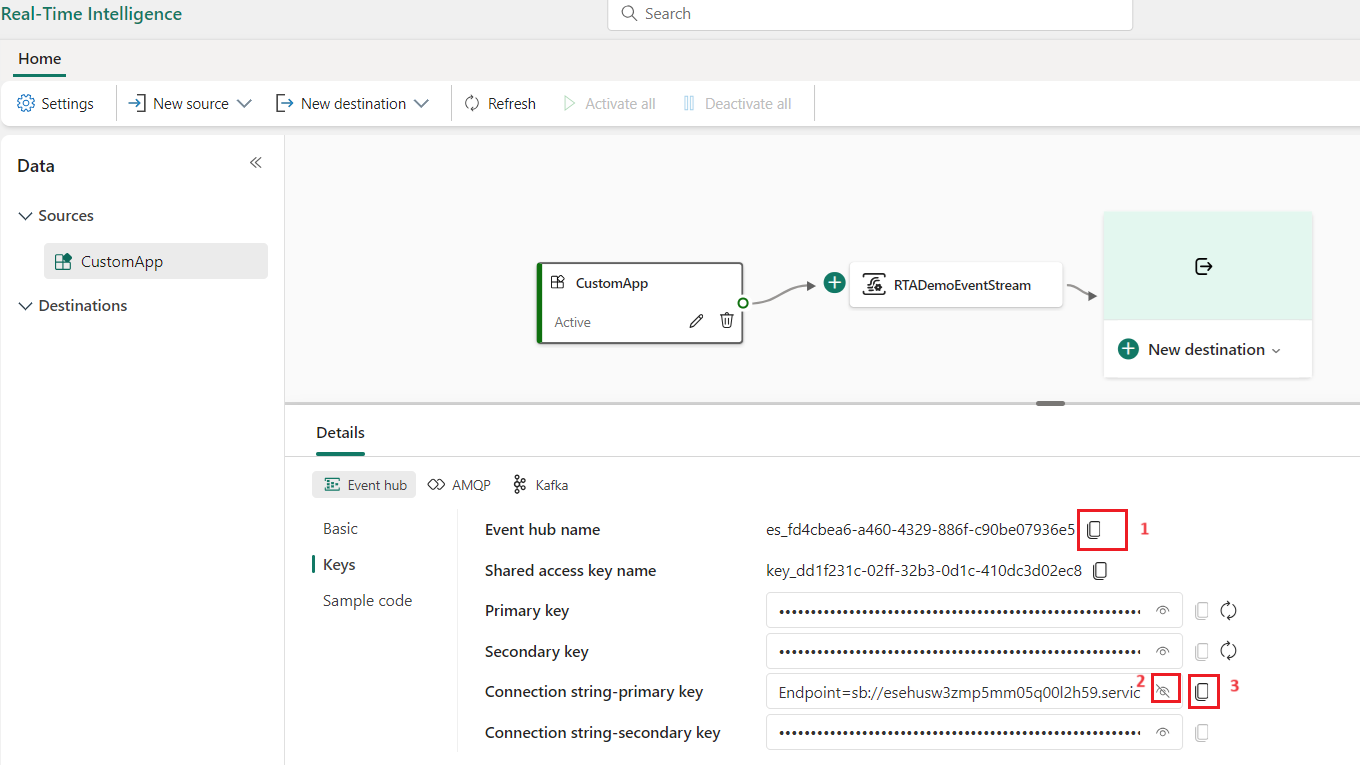 Real-Time Intelligence
Search
Home
Settings
New source
New destination
Refresh
Activate all
Deactivate all
Data
Sources
CustomApp
Destinations
CustomApp
Active
RTADemoEventStream
New destination
Details
Event hub
AMQP
Kafka
Basic
Keys
Sample code
Event hub name
es_fd4cbea6-a460-4329-886f-c90be07936e5
1
Shared access key name
key_dd1f231c-02ff-32b3-0d1c-410dc3d02ec8
Primary key
••••••••••••••••••••••••••••••••••••••••••••••••••••••••
Secondary key
••••••••••••••••••••••••••••••••••••••••••••••••••••••••
Connection string-primary key
Endpoint=sb://esehusw3zmp5mm05q00l2h59.servic
2
3
Connection string-secondary key
••••••••••••••••••••••••••••••••••••••••••••••••••••••••